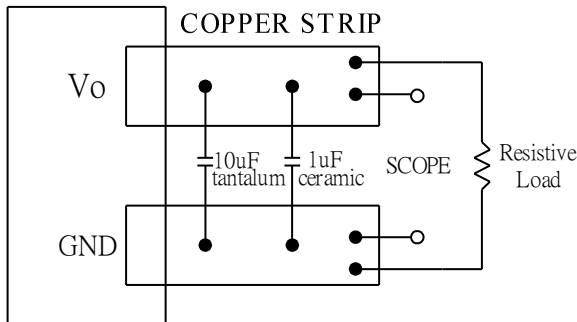 COPPER STRIP
Vo
10uF
tantalum
1uF
ceramic
SCOPE
Resistive
Load
GND